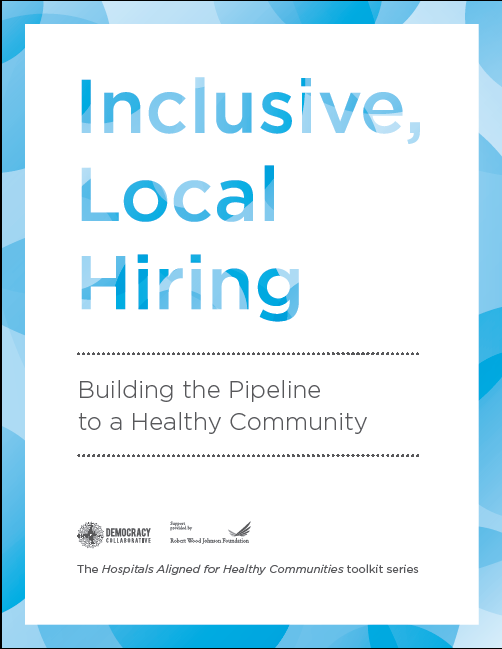 Inclusive,
Local
Hiring
Building the Pipeline
to a Healthy Community
DEMOCRACY
COLLABORATIVE
Support
provided by
Robert Wood Johnson Foundation
The Hospitals Aligned for Healthy Communities toolkit series